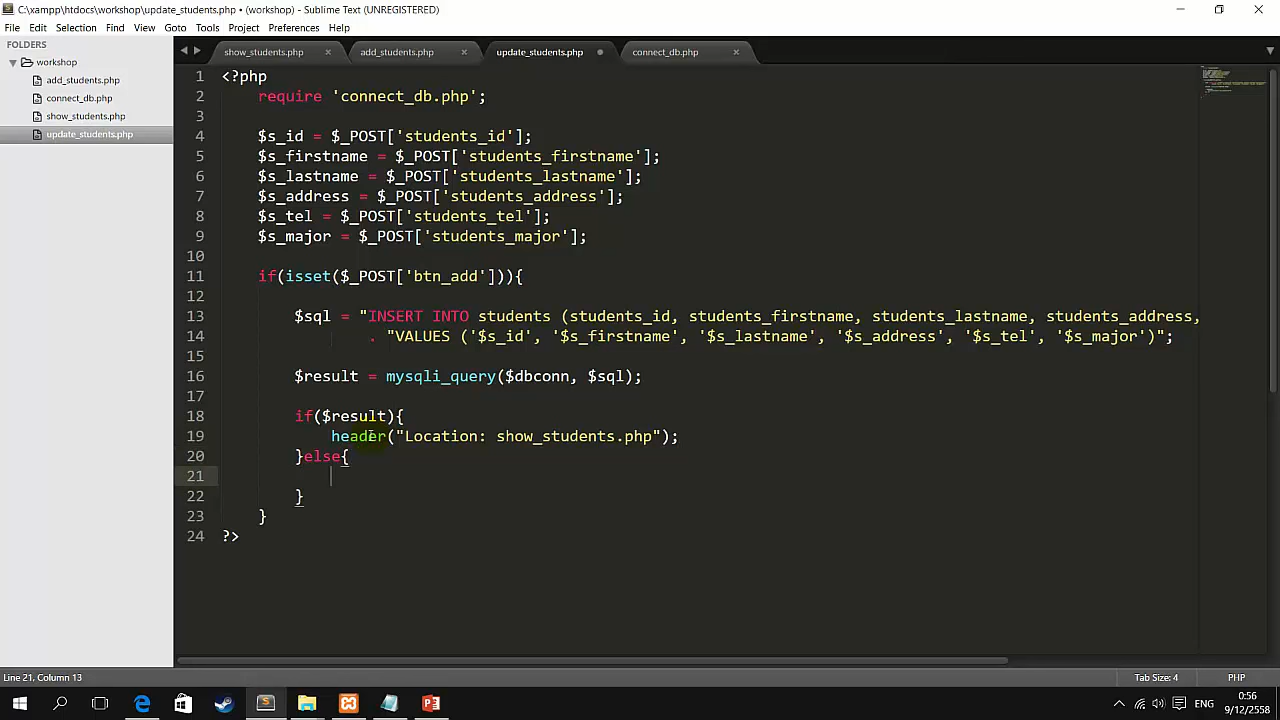 C:\xampp\htdocs\workshop\update_students.php • (workshop) - Sublime Text (UNREGISTERED)
File Edit Selection Find View Goto Tools Project Preferences Help
FOLDERS
workshop
add_students.php
connect_db.php
show_students.php
update_students.php
show_students.php × add_students.php × update_students.php • connect_db.php ×
1 <?php
2 require 'connect_db.php';
3
4 $s_id = $_POST['students_id'];
5 $s_firstname = $_POST['students_firstname'];
6 $s_lastname = $_POST['students_lastname'];
7 $s_address = $_POST['students_address'];
8 $s_tel = $_POST['students_tel'];
9 $s_major = $_POST['students_major'];
10
11 if(isset($_POST['btn_add'])){
12
13 $sql = "INSERT INTO students (students_id, students_firstname, students_lastname, students_address,
14 . "VALUES ('$s_id', '$s_firstname', '$s_lastname', '$s_address', '$s_tel', '$s_major')";
15
16 $result = mysqli_query($dbconn, $sql);
17
18 if($result){
19 header("Location: show_students.php");
20 }else{
21
22 }
23 }
24 ?>
Line 21, Column 13
Tab Size: 4
PHP
ENG
0:56
9/12/2558